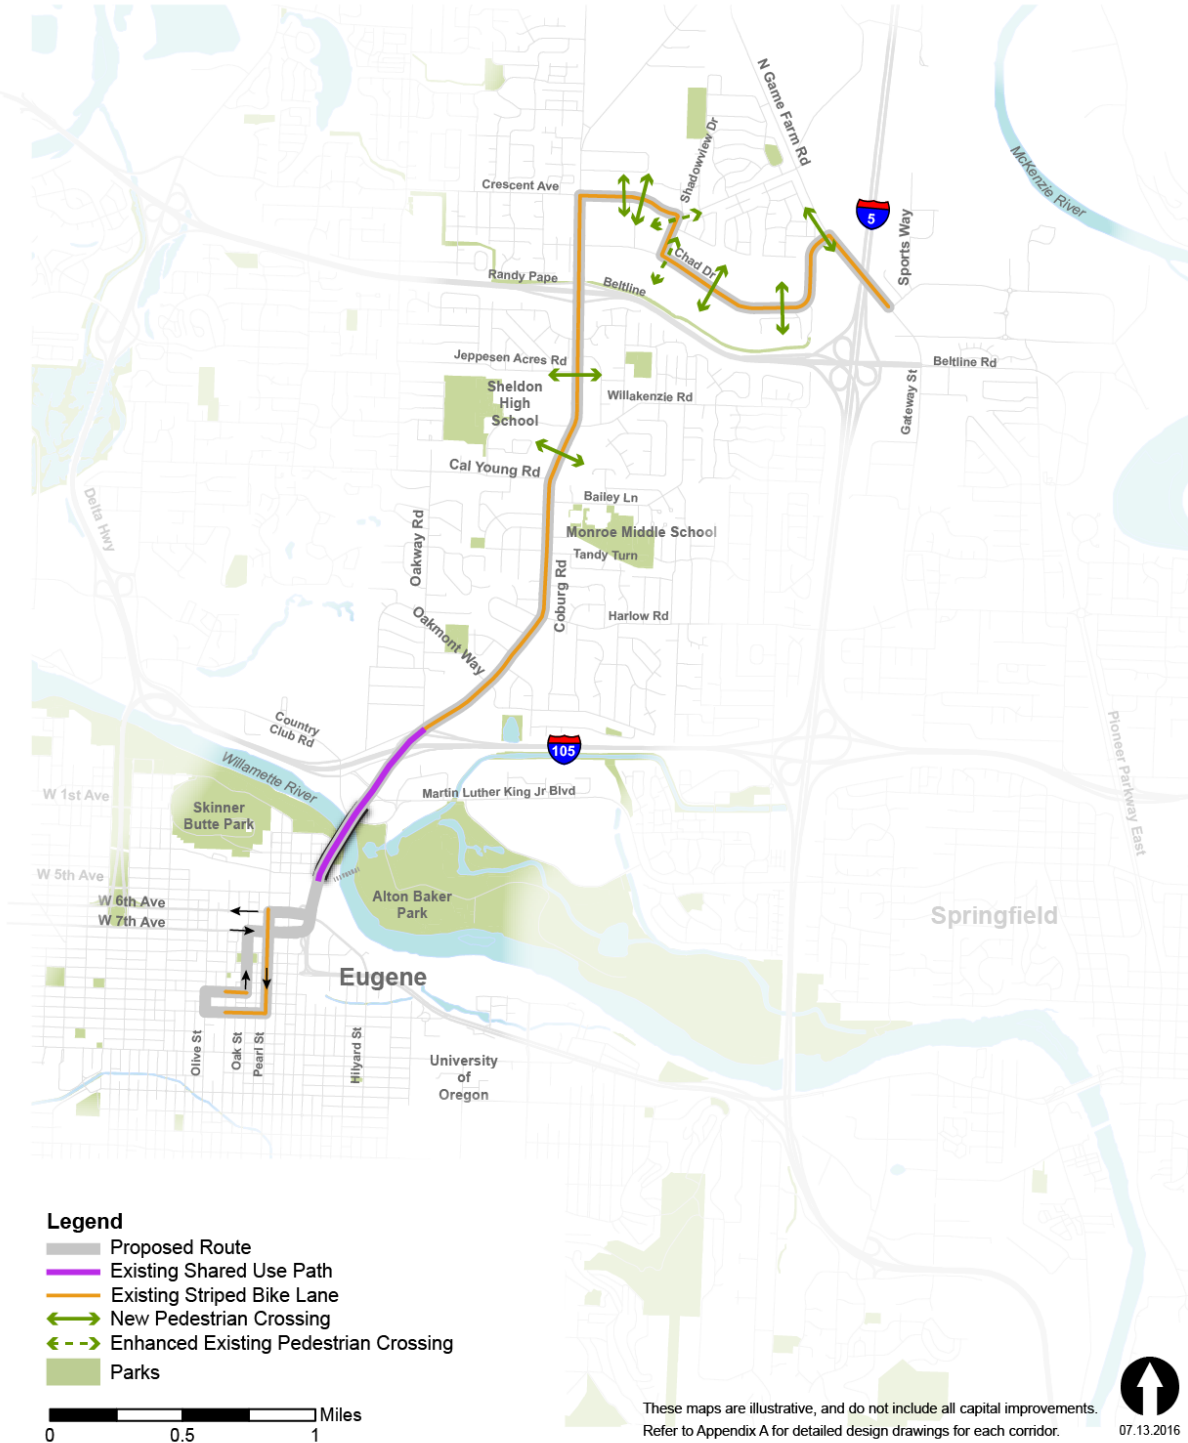 N Game Farm Rd
McKenzie River
Shadowview Dr
Crescent Ave
5
Sports Way
Chad Dr
Randy Pape
Beltline
Jeppesen Acres Rd
Beltline Rd
Sheldon
High
School
Willakenzie Rd
Gateway St
Cal Young Rd
Delta Hwy
Bailey Ln
Monroe Middle School
Tandy Turn
Oakway Rd
Coburg Rd
Harlow Rd
Oakmont Way
Country
Club Rd
Pioneer Parkway East
105
Willamette River
W 1st Ave
Martin Luther King Jr Blvd
Skinner
Butte Park
W 5th Ave
W 6th Ave
W 7th Ave
Alton Baker
Park
Springfield
Eugene
Olive St
Oak St
Pearl St
Hilyard St
University
of
Oregon
Legend
Proposed Route
Existing Shared Use Path
Existing Striped Bike Lane
New Pedestrian Crossing
Enhanced Existing Pedestrian Crossing
Parks
Miles
0 0.5 1
These maps are illustrative, and do not include all capital improvements.
Refer to Appendix A for detailed design drawings for each corridor.
07.13.2016